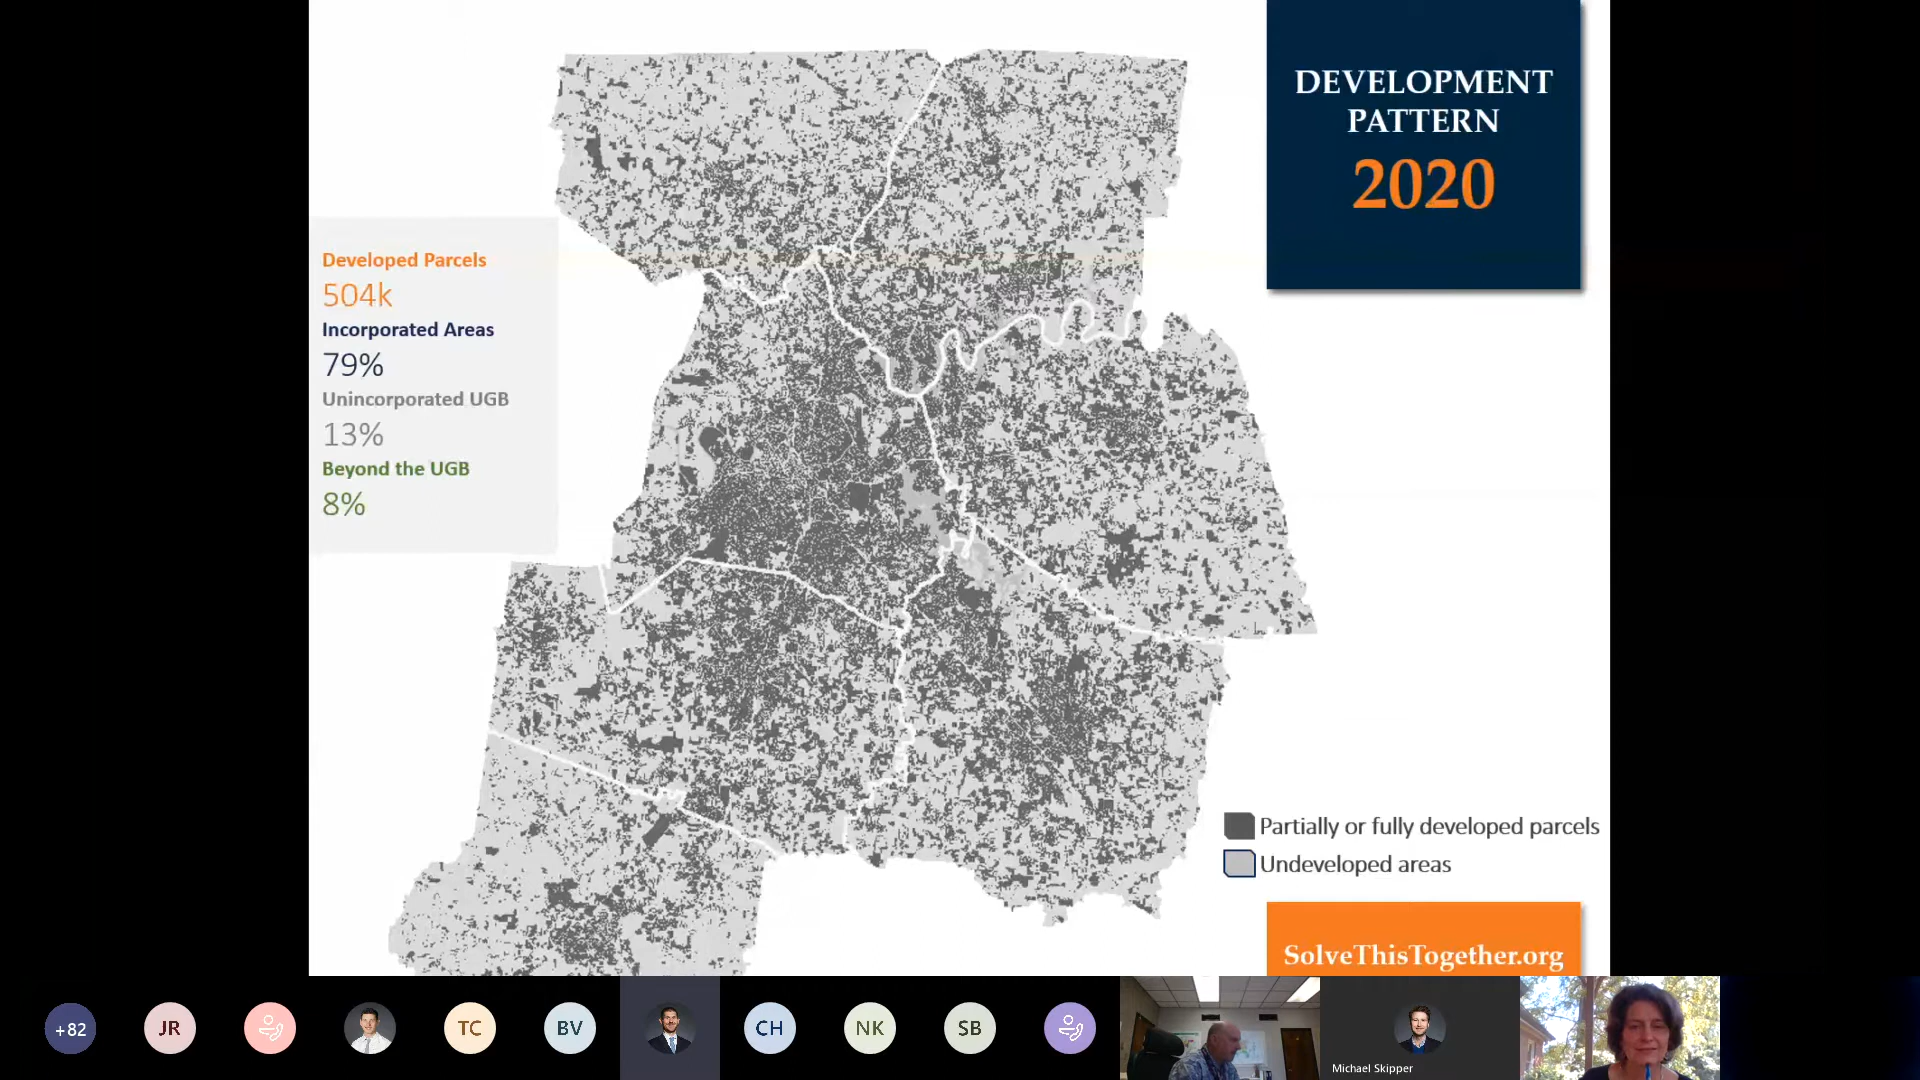 DEVELOPMENT
PATTERN
2020
Developed Parcels
504k
Incorporated Areas
79%
Unincorporated UGB
13%
Beyond the UGB
8%
Partially or fully developed parcels
Undeveloped areas
SolveThisTogether.org
+82
JR
TC
BV
CH
NK
SB
Michael Skipper